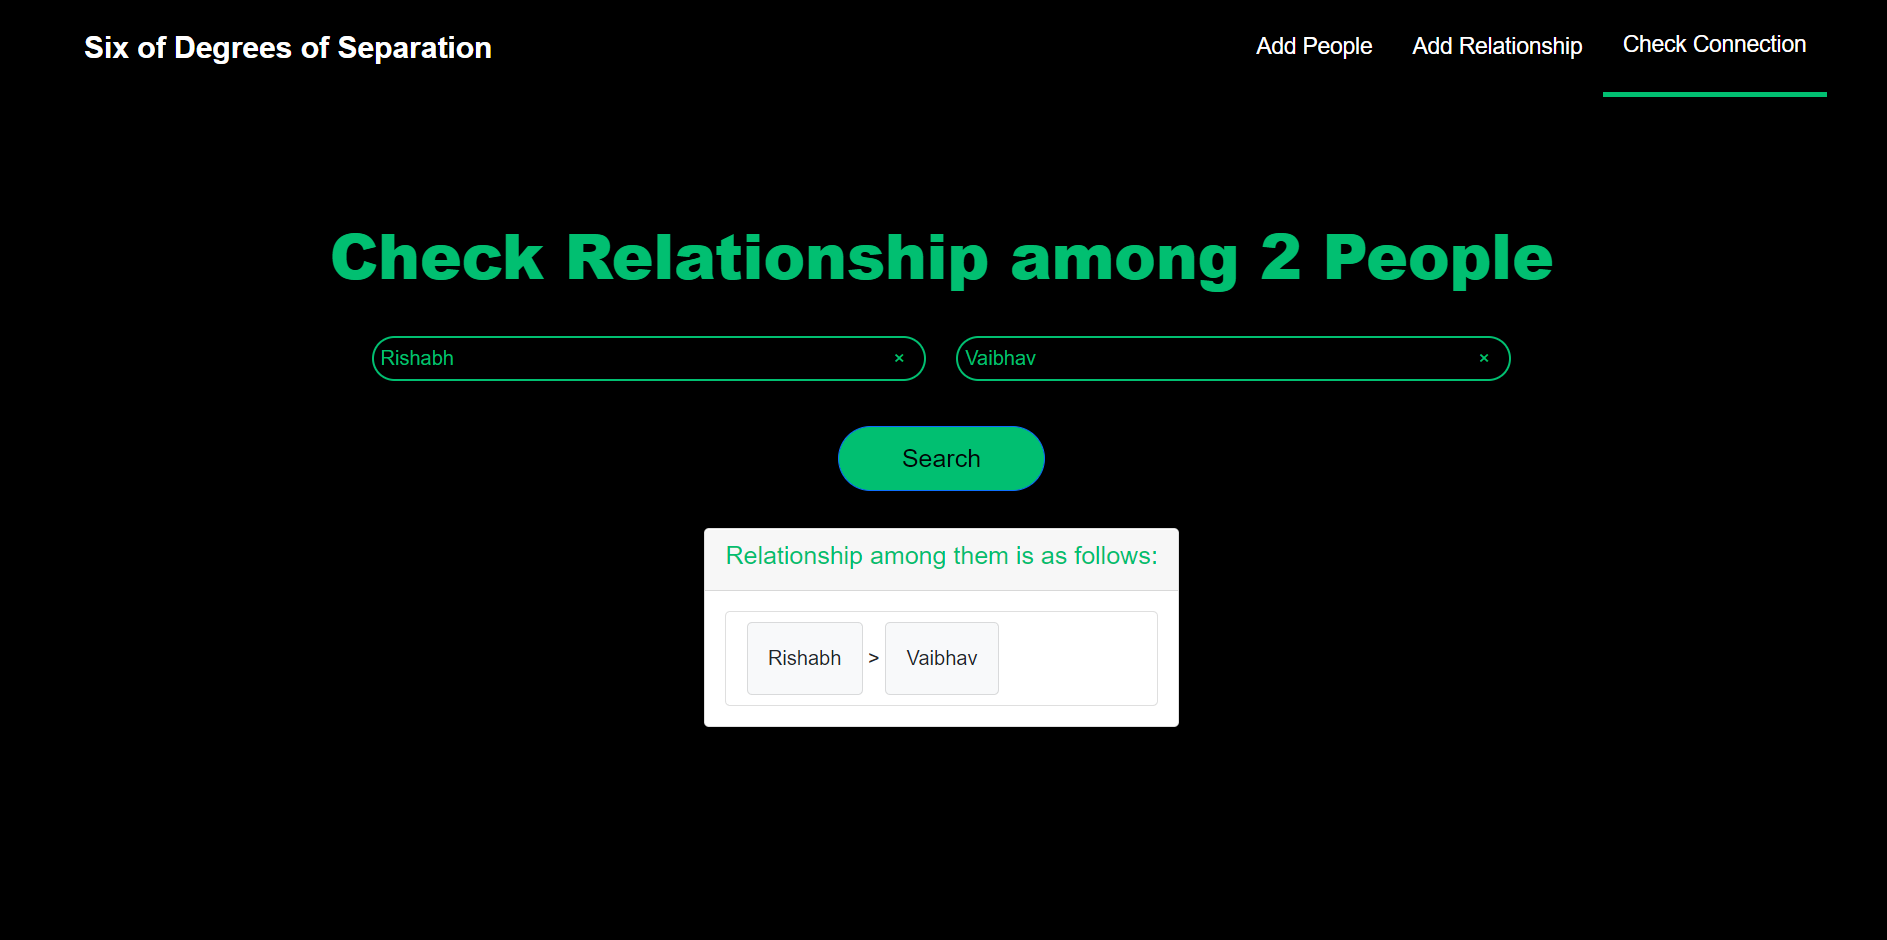 Six of Degrees of Separation
Add People Add Relationship Check Connection
Check Relationship among 2 People
Rishabh × Vaibhav ×
Search
Relationship among them is as follows:
Rishabh > Vaibhav